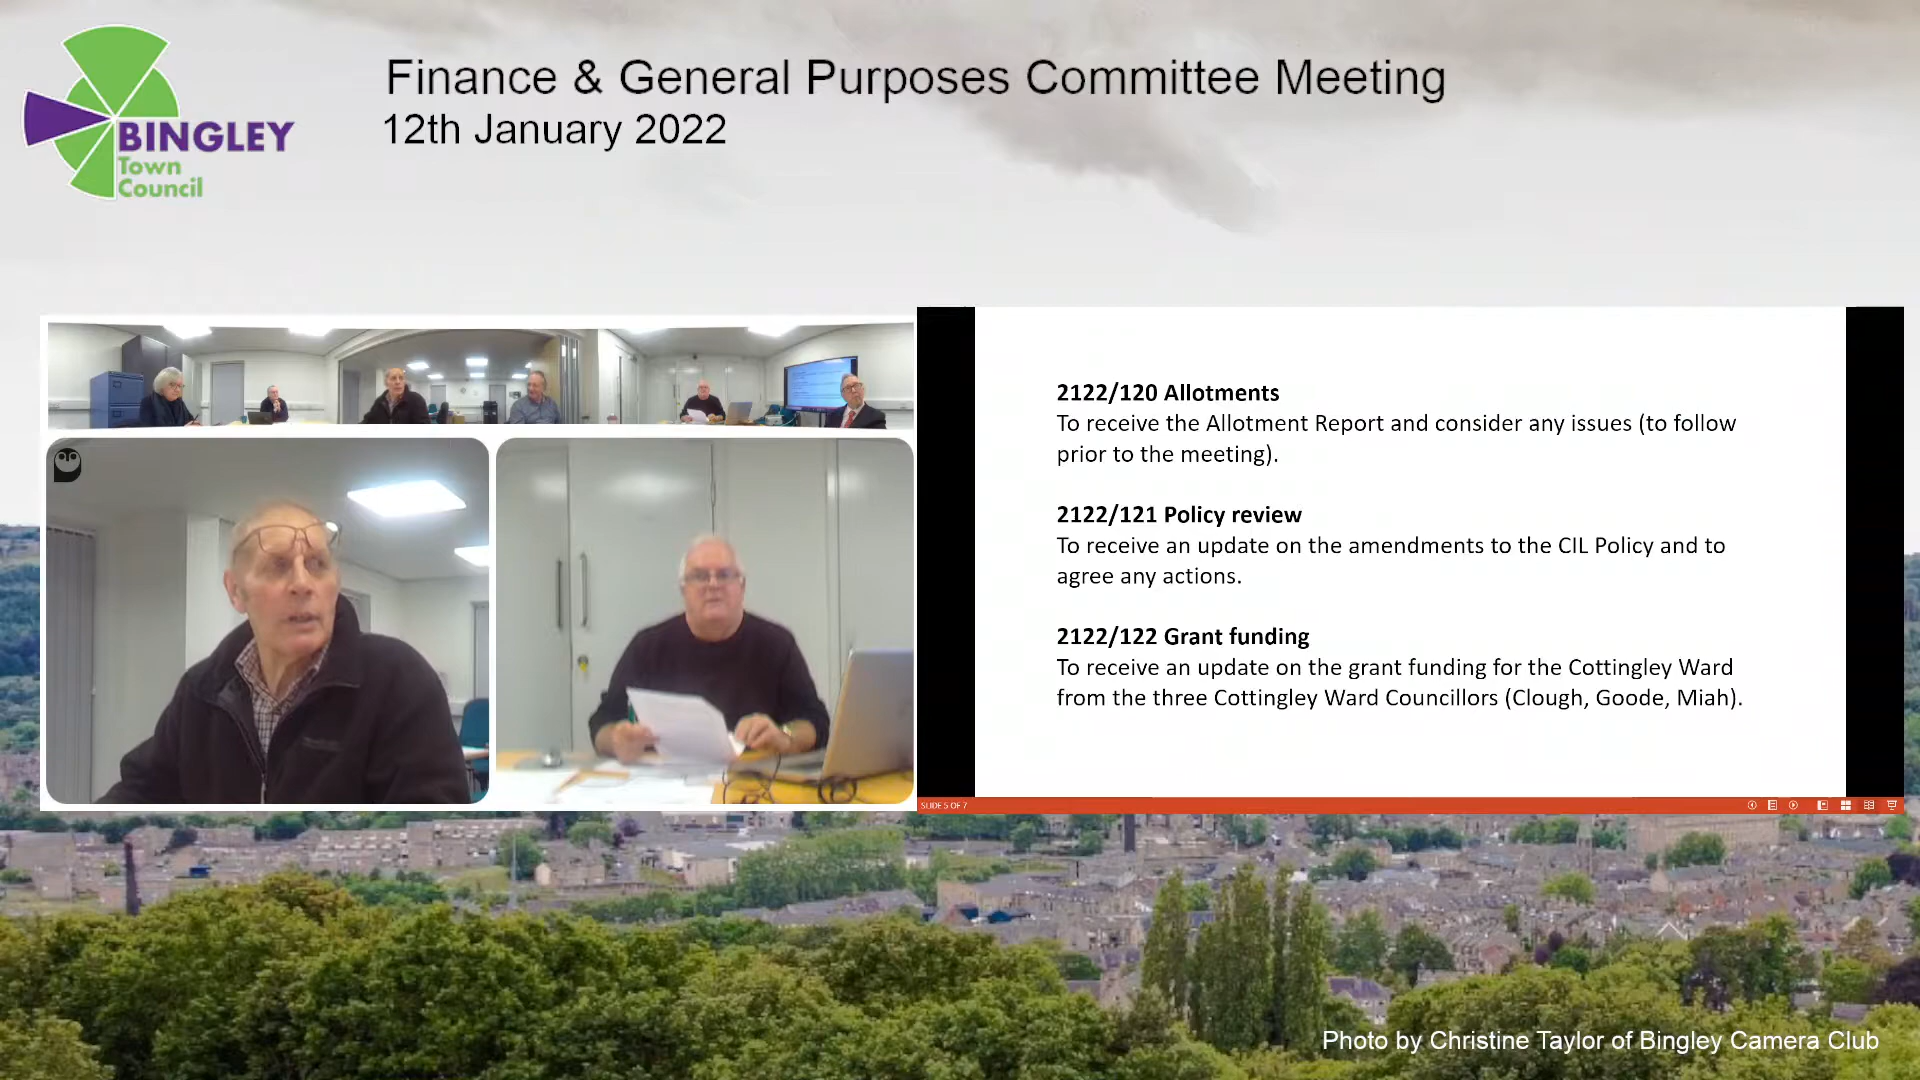 BINGLEY
Town
Council
Finance & General Purposes Committee Meeting
12th January 2022
2122/120 Allotments
To receive the Allotment Report and consider any issues (to follow
prior to the meeting).
2122/121 Policy review
To receive an update on the amendments to the CIL Policy and to
agree any actions.
2122/122 Grant funding
To receive an update on the grant funding for the Cottingley Ward
from the three Cottingley Ward Councillors (Clough, Goode, Miah).
SLIDE 5 OF 7
Photo by Christine Taylor of Bingley Camera Club